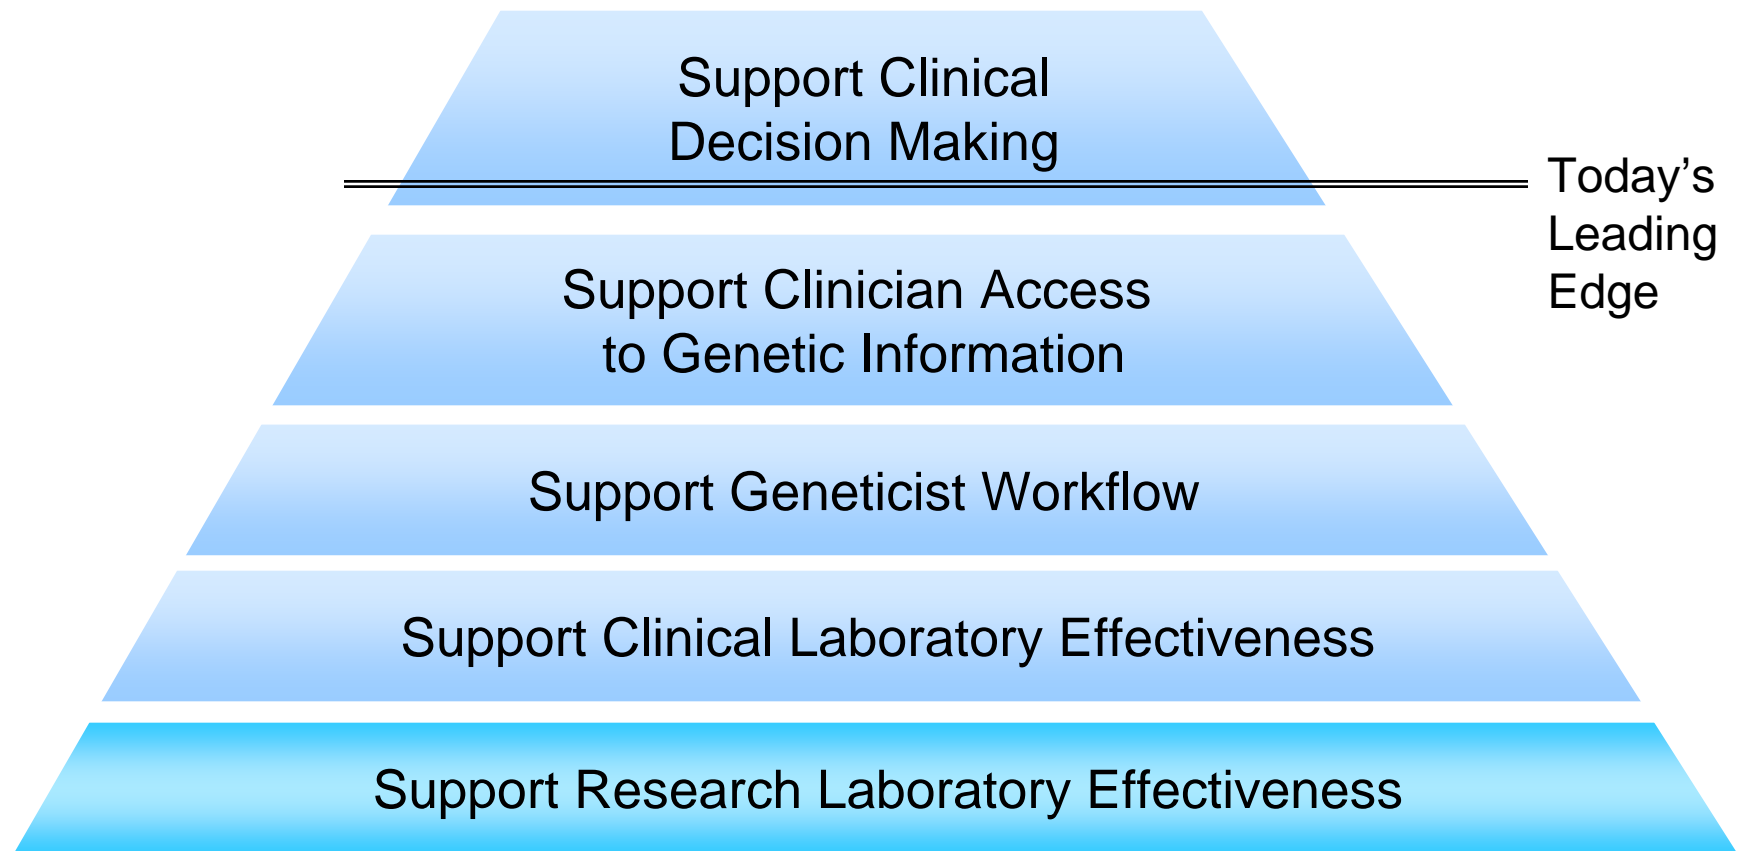 Support Clinical
Decision Making
Today’s
Leading
Edge
Support Clinician Access
to Genetic Information
Support Geneticist Workflow
Support Clinical Laboratory Effectiveness
Support Research Laboratory Effectiveness